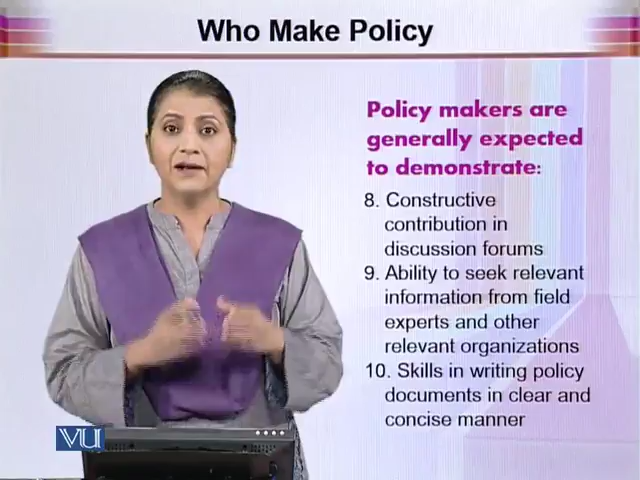 Who Make Policy
Policy makers are
generally expected
to demonstrate:
8. Constructive
contribution in
discussion forums
9. Ability to seek relevant
information from field
experts and other
relevant organizations
10. Skills in writing policy
documents in clear and
concise manner
VU